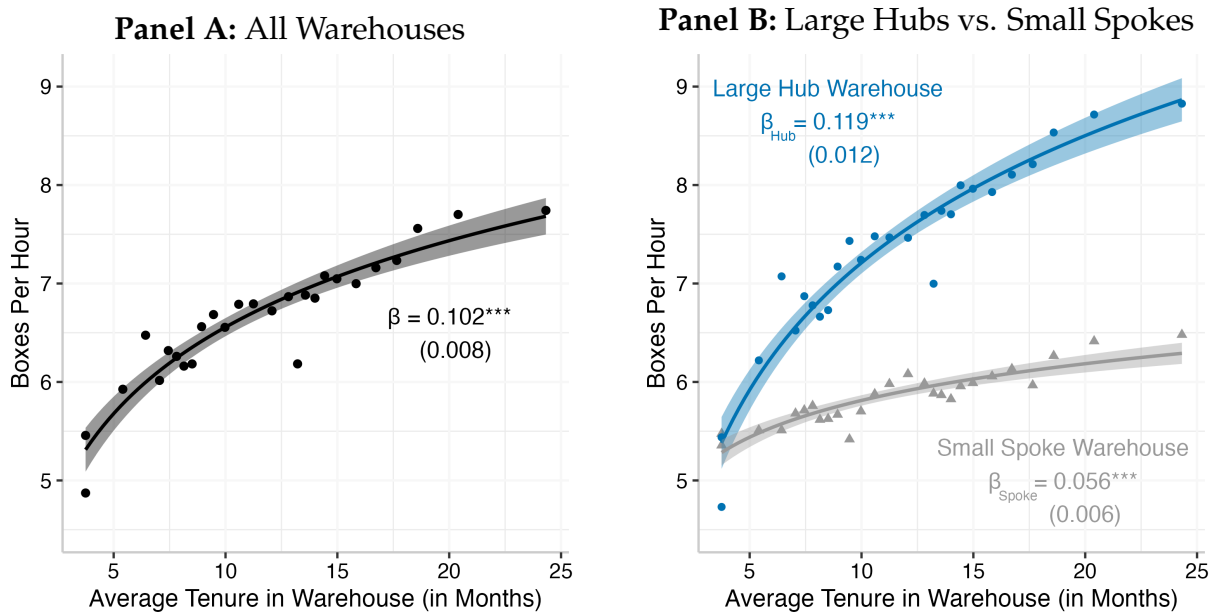 Panel A: All Warehouses
9
8
7
6
5
Boxes Per Hour
β = 0.102***
(0.008)
5 10 15 20 25
Average Tenure in Warehouse (in Months)
Panel B: Large Hubs vs. Small Spokes
9
8
7
6
5
Boxes Per Hour
Large Hub Warehouse
βHub = 0.119***
(0.012)
Small Spoke Warehouse
βSpoke = 0.056***
(0.006)
5 10 15 20 25
Average Tenure in Warehouse (in Months)